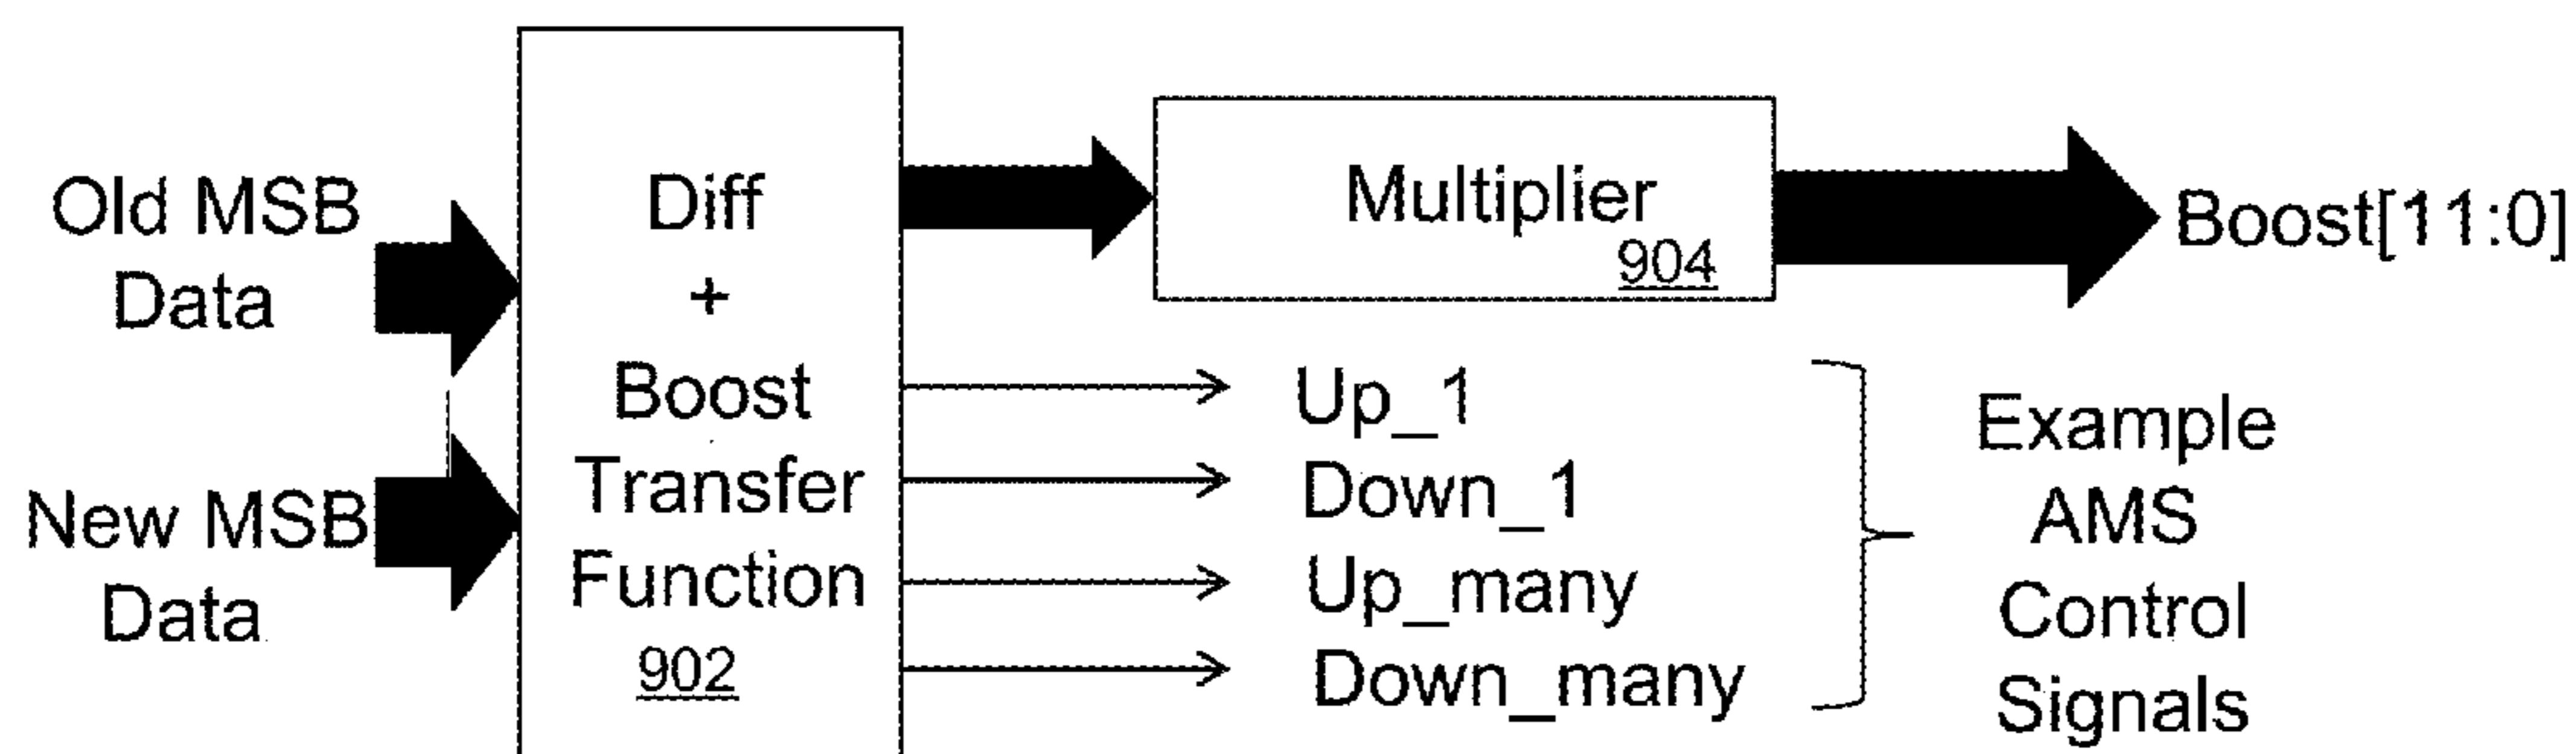 Old MSB
Data
New MSB
Data
Diff
+
Boost
Transfer
Function
902
Multiplier
904
Boost[11:0]
Up_1
Down_1
Up_many
Down_many
Example
AMS
Control
Signals